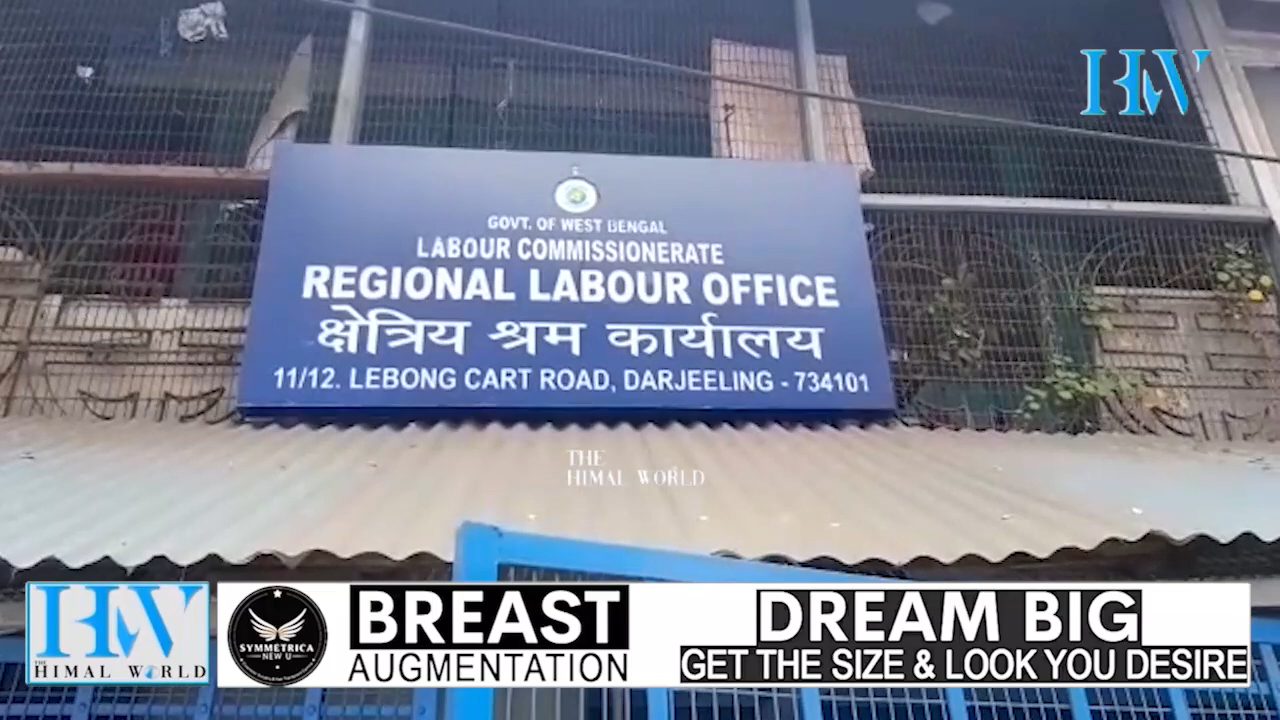 HW
GOVT. OF WEST BENGAL
LABOUR COMMISSIONERATE
REGIONAL LABOUR OFFICE
क्षेत्रिय श्रम कार्यालय
11/12. LEBONG CART ROAD, DARJEELING - 734101
THE
HIMAL WORLD
HW
THE
HIMAL WORLD
SYMMETRICA
NEW U
BREAST
AUGMENTATION
DREAM BIG
GET THE SIZE & LOOK YOU DESIRE